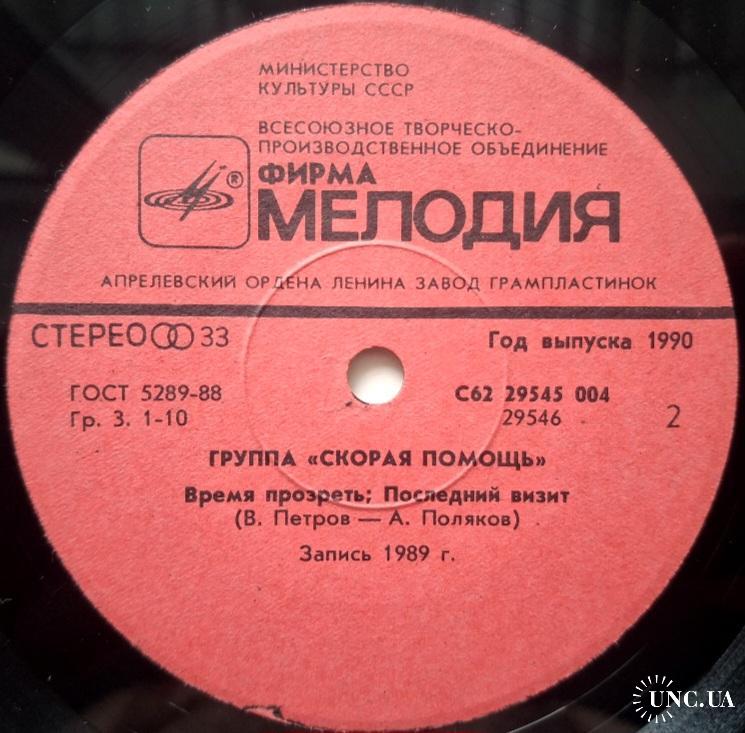 МИНИСТЕРСТВО
КУЛЬТУРЫ СССР
ВСЕСОЮЗНОЕ ТВОРЧЕСКО-
ПРОИЗВОДСТВЕННОЕ ОБЪЕДИНЕНИЕ
ФИРМА
® МЕЛОДИЯ
АПРЕЛЕВСКИЙ ОРДЕНА ЛЕНИНА ЗАВОД ГРАМПЛАСТИНОК
СТЕРЕО 33
Год выпуска 1990
ГОСТ 5289-88
Гр. 3. 1-10
С62 29545 004
29546
2
ГРУППА «СКОРАЯ ПОМОЩЬ»
Время прозреть; Последний визит
(В. Петров — А. Поляков)
Запись 1989 г.
UNC.UA